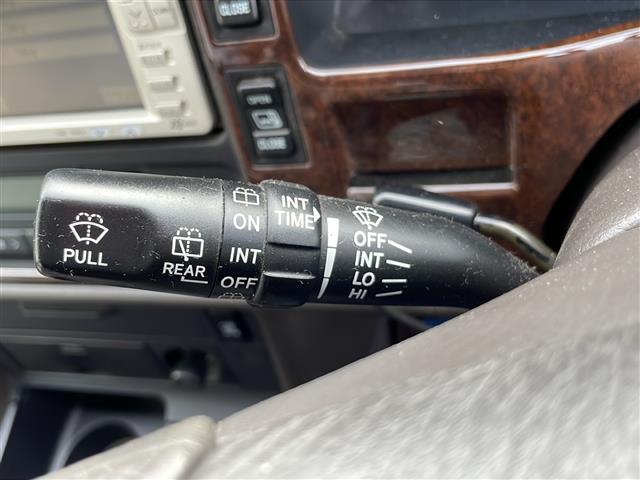 CLOSE
OPEN
CLOSE
PULL
REAR
ON
INT
OFF
INT
TIME
OFF
INT
LO
HI